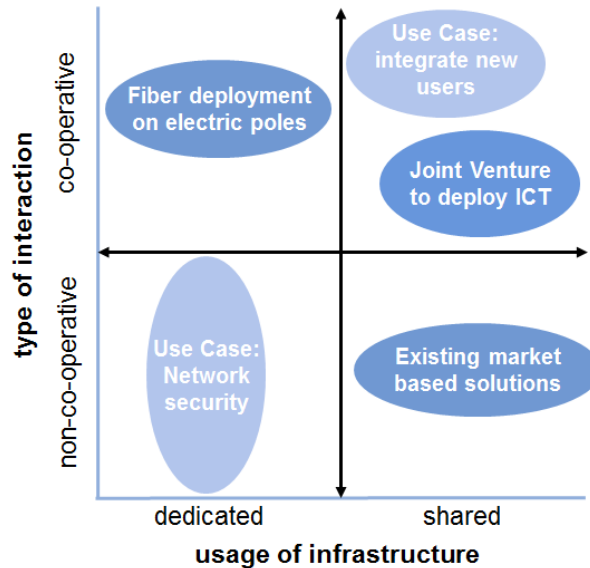 Use Case:
integrate new
users
Fiber deployment
on electric poles
Joint Venture
to deploy ICT
Use Case:
Network
security
Existing market
based solutions
type of interaction
co-operative
non-co-operative
dedicated
shared
usage of infrastructure